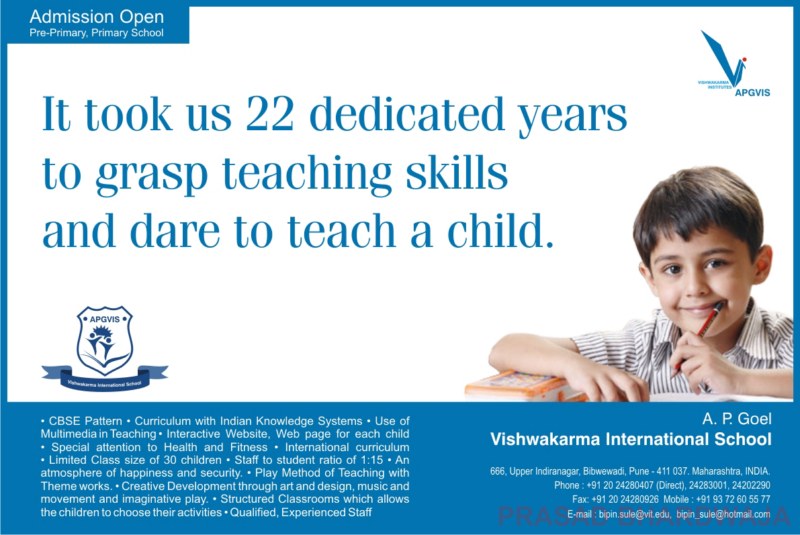 Admission Open
Pre-Primary, Primary School
VISHWAKARMA
INSTITUTES
APGVIS
It took us 22 dedicated years
to grasp teaching skills
and dare to teach a child.
APGVIS
Vishwakarma International School
• CBSE Pattern • Curriculum with Indian Knowledge Systems • Use of
Multimedia in Teaching • Interactive Website, Web page for each child
• Special attention to Health and Fitness • International curriculum
• Limited Class size of 30 children • Staff to student ratio of 1:15 • An
atmosphere of happiness and security. • Play Method of Teaching with
Theme works. • Creative Development through art and design, music and
movement and imaginative play. • Structured Classrooms which allows
the children to choose their activities • Qualified, Experienced Staff
A. P. Goel
Vishwakarma International School
666, Upper Indiranagar, Bibwewadi, Pune - 411 037. Maharashtra, INDIA.
Phone : +91 20 24280407 (Direct), 24283001, 24202290
Fax: +91 20 24280926 Mobile : +91 93 72 60 55 77
E-mail : bipin.sule@vit.edu, bipin_sule@hotmail.com
PRASAD BHARDWAJA